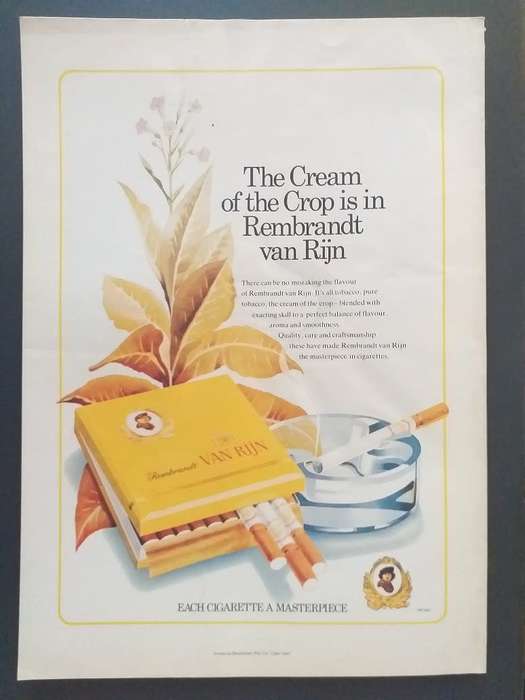 The Cream
of the Crop is in
Rembrandt
van Rijn
There can be no mistaking the flavour
of Rembrandt van Rijn. It's all tobacco, pure
tobacco, the cream of the crop – blended with
exacting skill to a perfect balance of flavour,
aroma and smoothness.
Quality, care and craftsmanship
these have made Rembrandt van Rijn
the masterpiece in cigarettes.
Rembrandt VAN RIJN
EACH CIGARETTE A MASTERPIECE